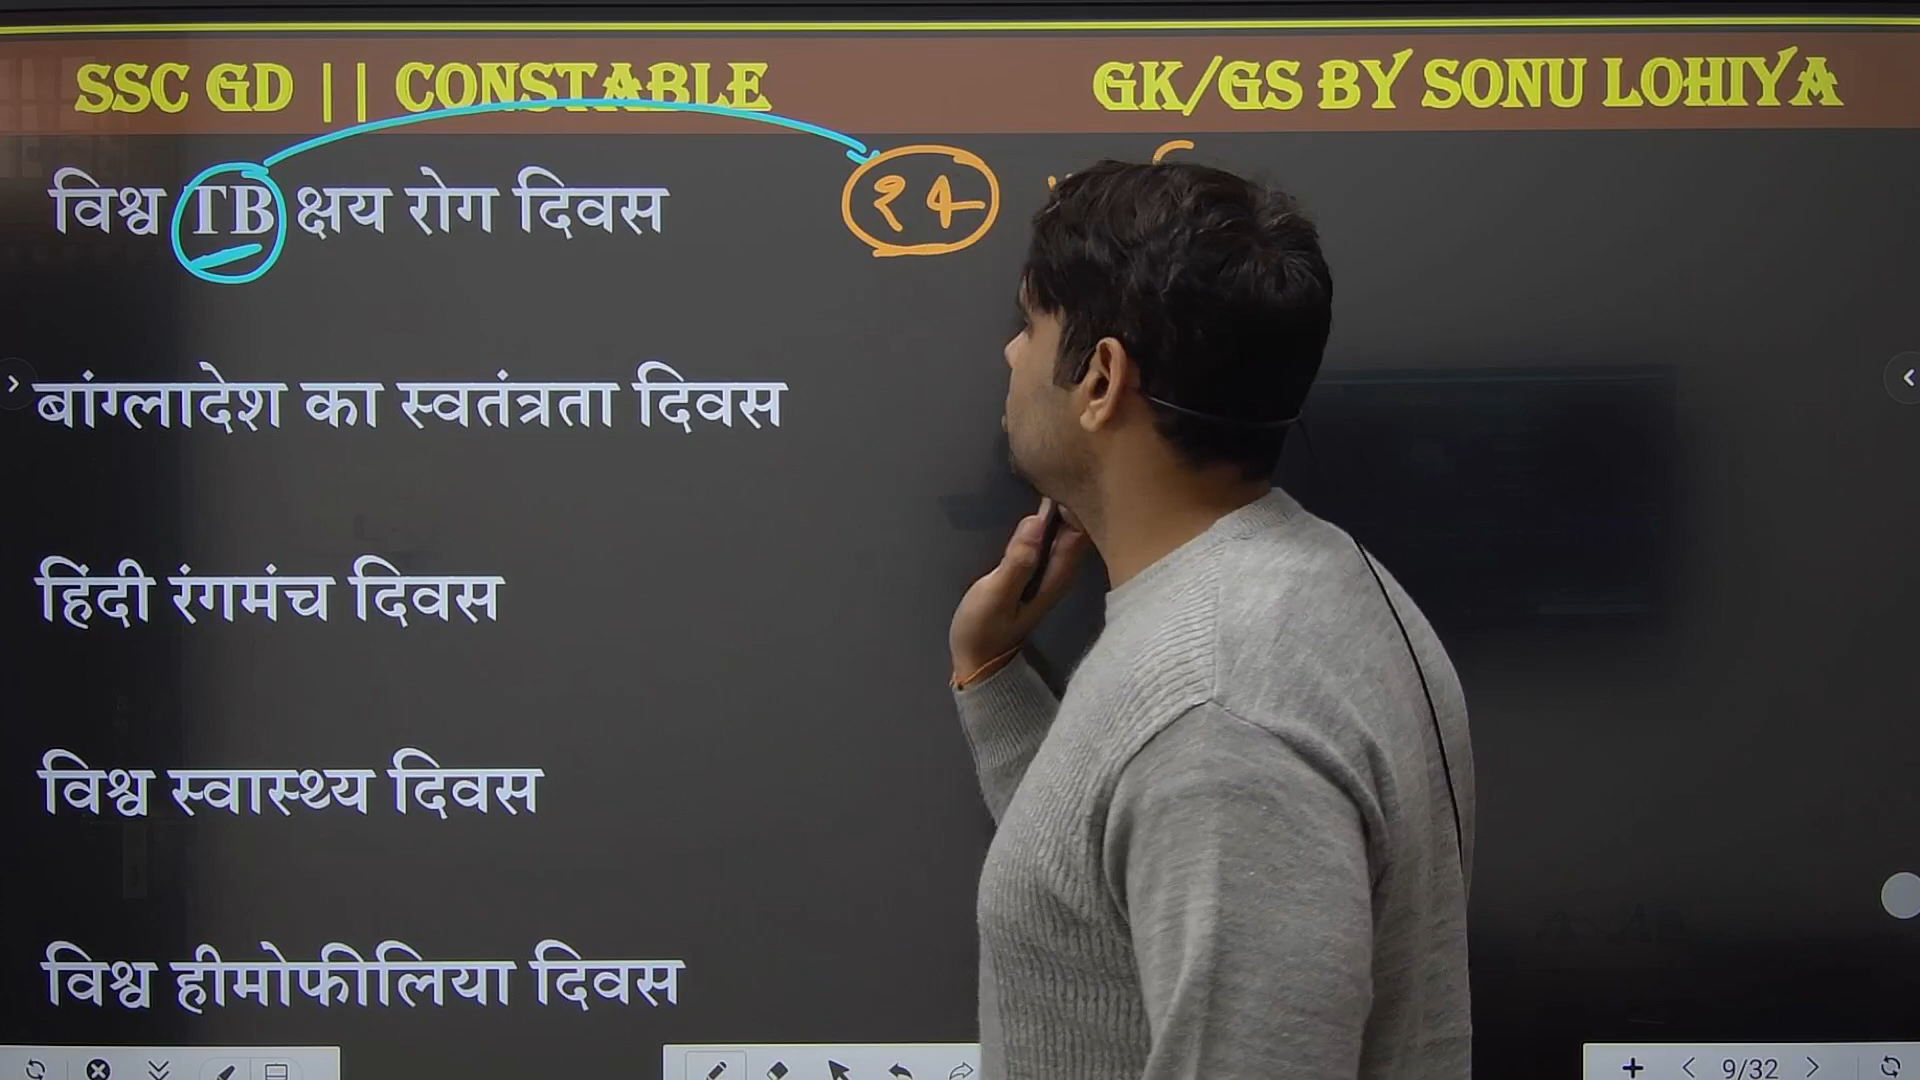 SSC GD || CONSTABLE GK/GS BY SONU LOHIYA
विश्व TB क्षय रोग दिवस २4
बांग्लादेश का स्वतंत्रता दिवस
हिंदी रंगमंच दिवस
विश्व स्वास्थ्य दिवस
विश्व हीमोफीलिया दिवस
9/32